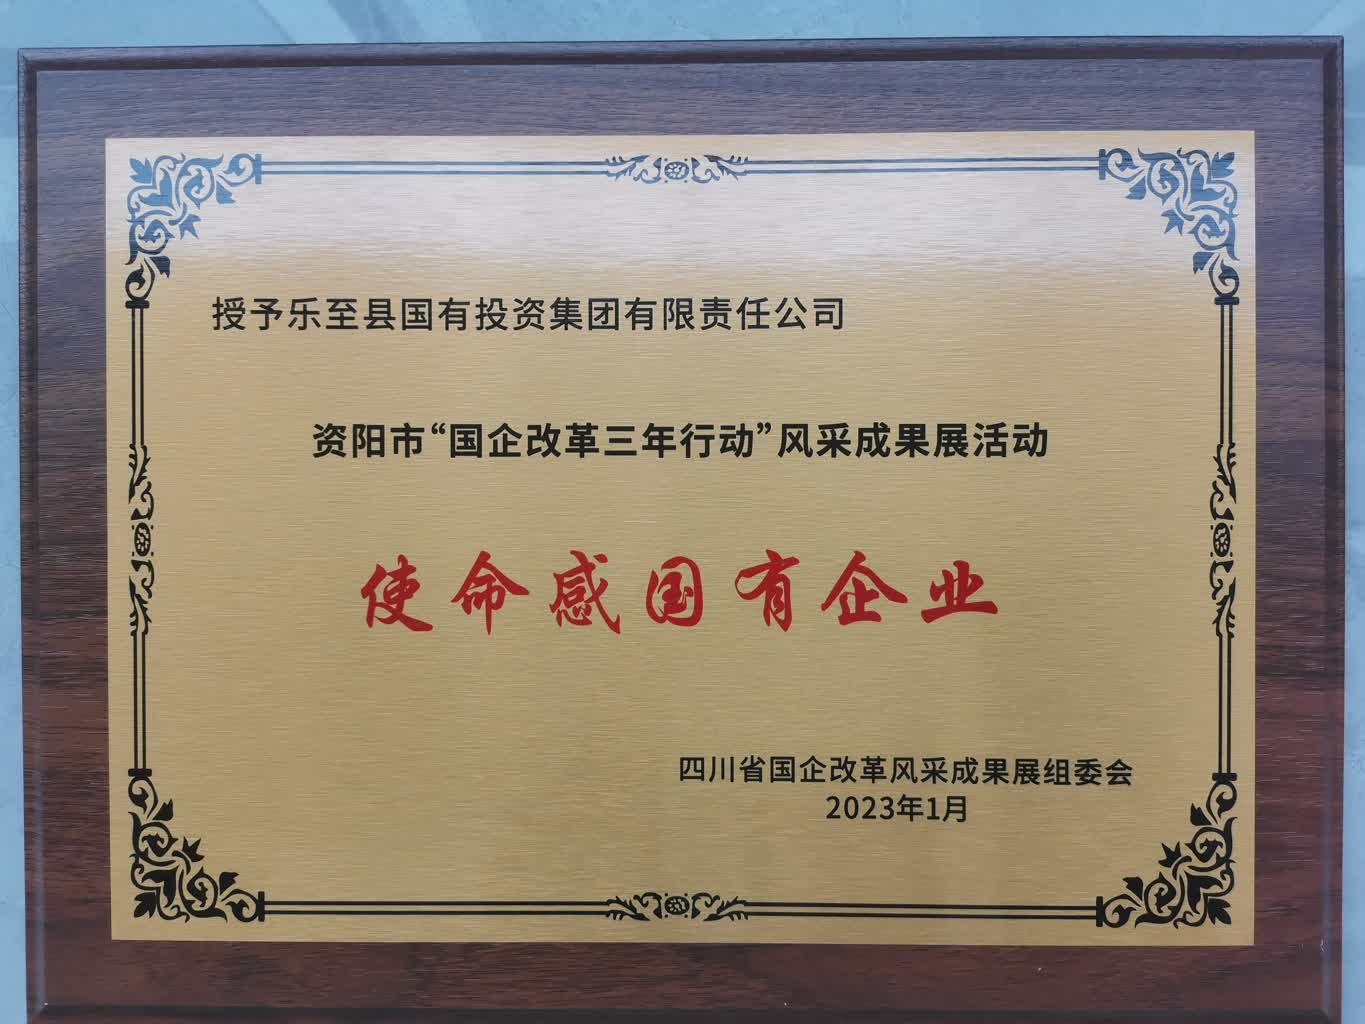 授予乐至县国有投资集团有限责任公司
资阳市“国企改革三年行动”风采成果展活动
使命感国有企业
四川省国企改革风采成果展组委会
2023年1月